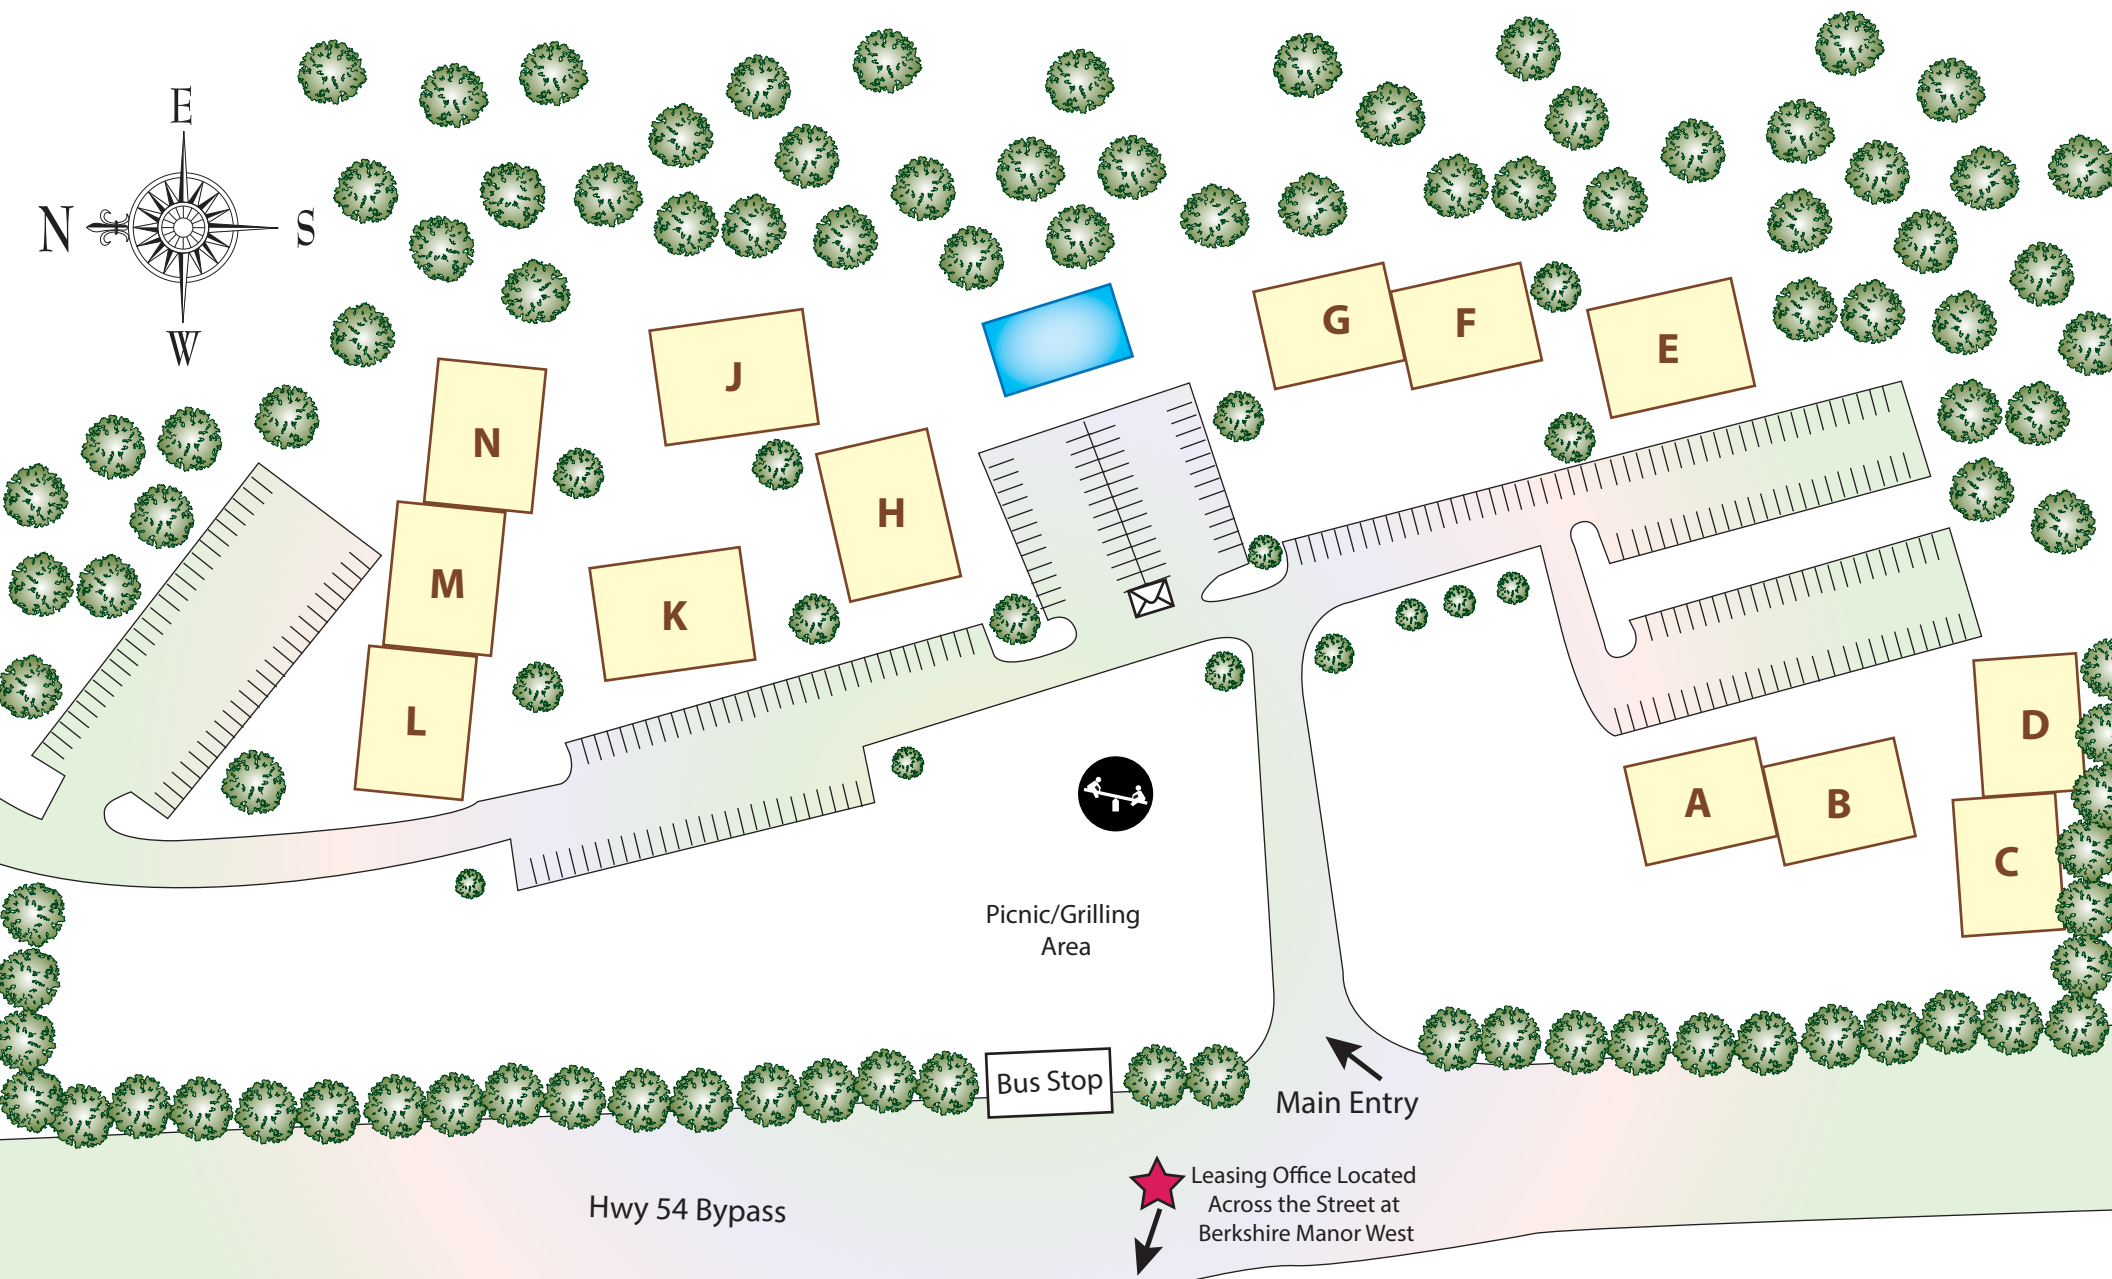 E
N
S
W
G
F
E
J
N
H
M
K
L
D
A
B
C
Picnic/Grilling
Area
Bus Stop
Main Entry
Leasing Office Located
Across the Street at
Berkshire Manor West
Hwy 54 Bypass